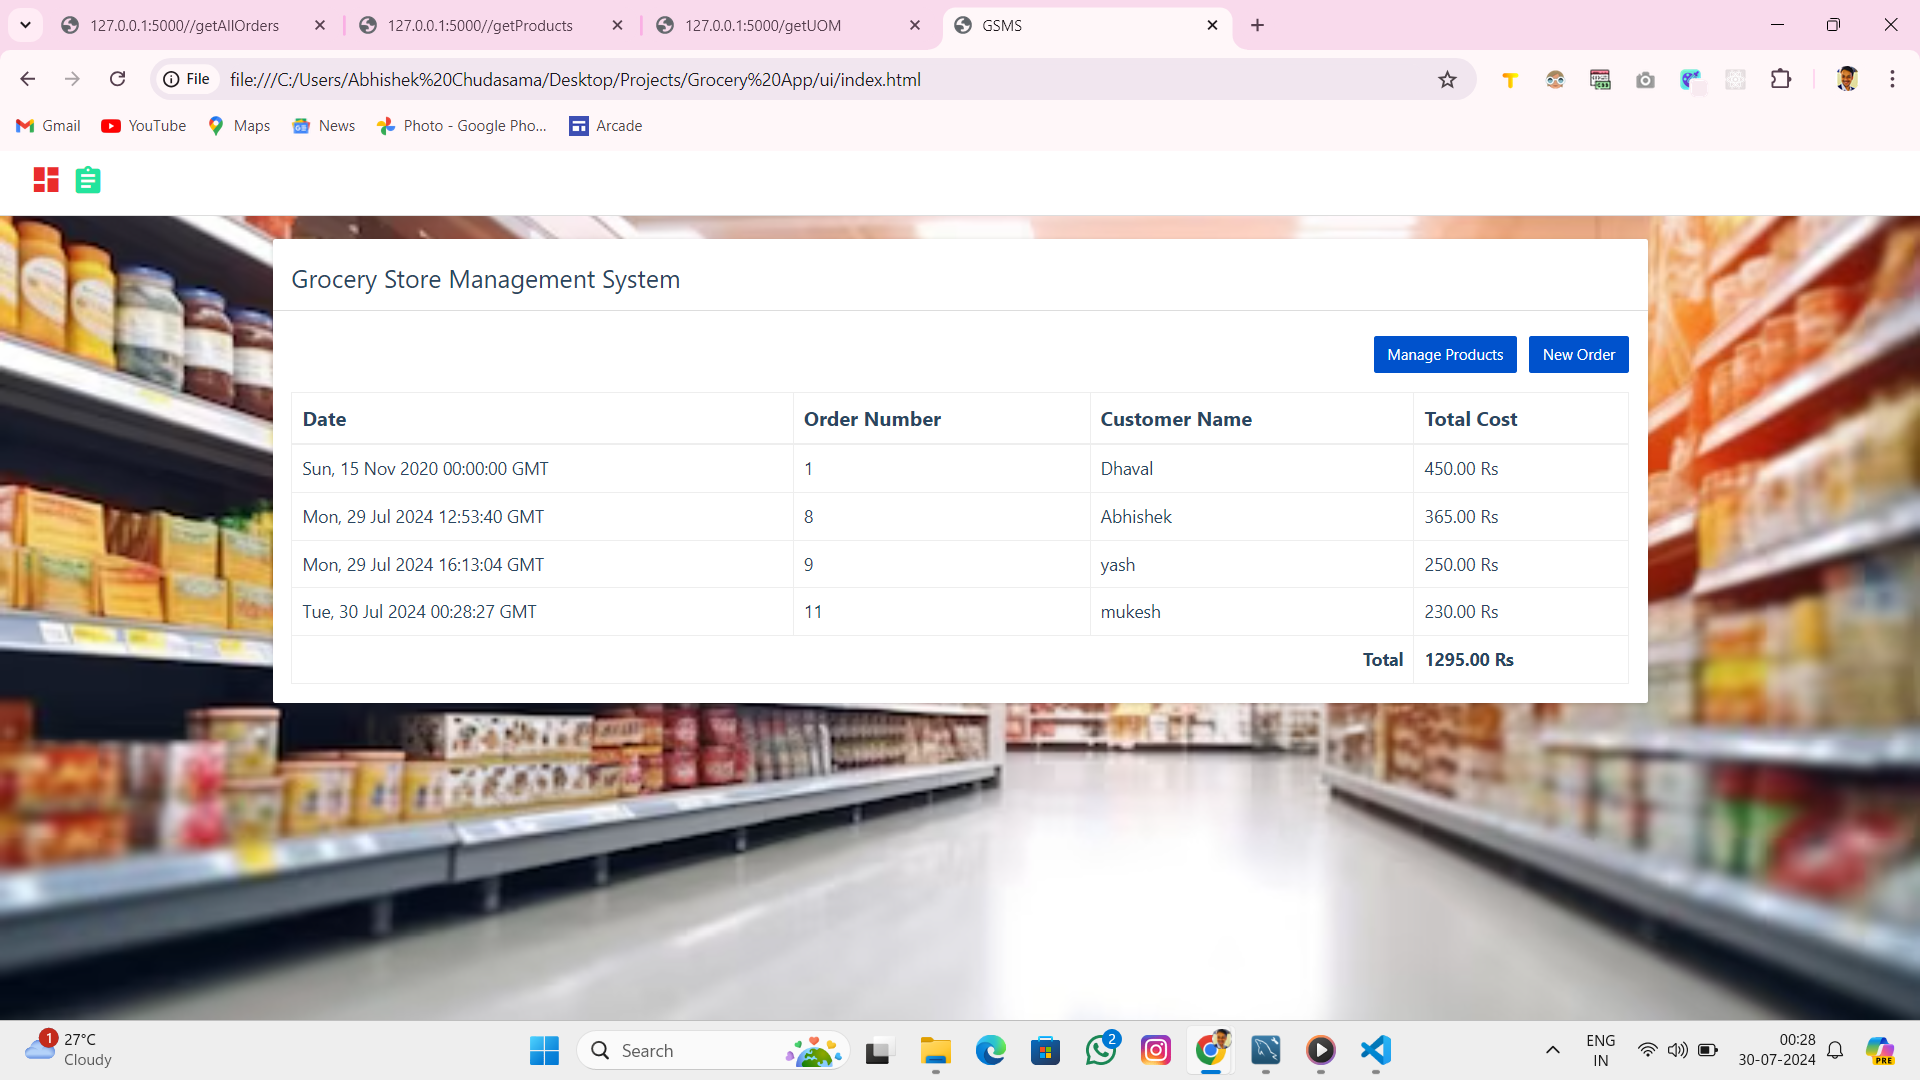 127.0.0.1:5000//getAllOrders
127.0.0.1:5000//getProducts
127.0.0.1:5000/getUOM
GSMS
File
file:///C:/Users/Abhishek%20Chudasama/Desktop/Projects/Grocery%20App/ui/index.html
Gmail
YouTube
Maps
News
Photo - Google Pho...
Arcade
Grocery Store Management System
Manage Products
New Order
Date Order Number Customer Name Total Cost
Sun, 15 Nov 2020 00:00:00 GMT 1 Dhaval 450.00 Rs
Mon, 29 Jul 2024 12:53:40 GMT 8 Abhishek 365.00 Rs
Mon, 29 Jul 2024 16:13:04 GMT 9 yash 250.00 Rs
Tue, 30 Jul 2024 00:28:27 GMT 11 mukesh 230.00 Rs
Total 1295.00 Rs
1
27°C
Cloudy
Search
2
ENG
IN
00:28
30-07-2024
PRE